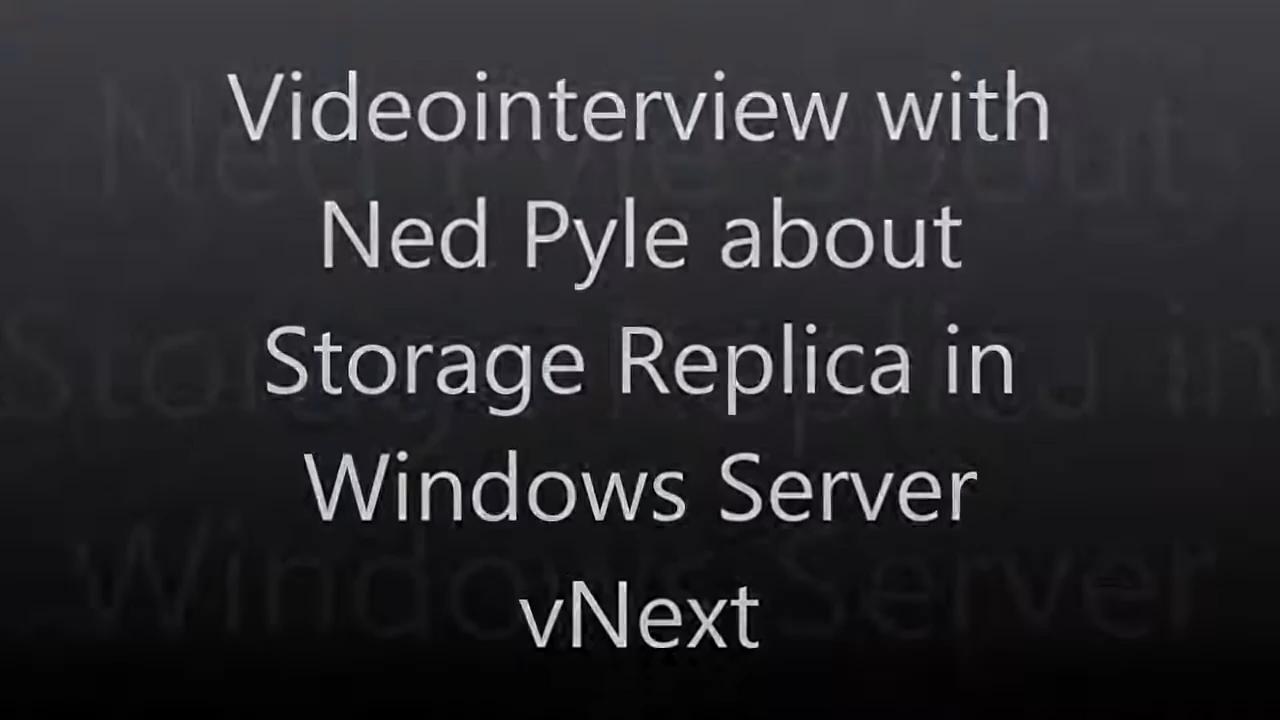 Videointerview with
Ned Pyle about
Storage Replica in
Windows Server
vNext